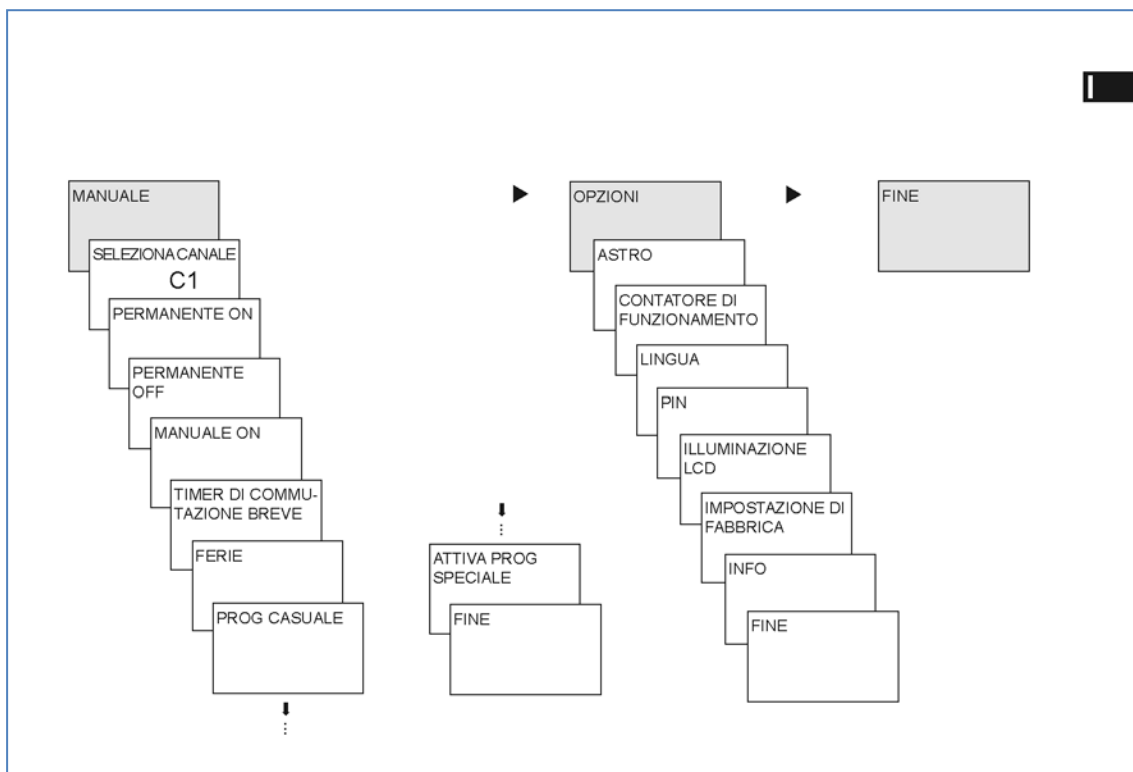 MANUALE
SELEZIONA CANALE
C1
PERMANENTE ON
PERMANENTE
OFF
MANUALE ON
TIMER DI COMMU-
TAZIONE BREVE
FERIE
PROG CASUALE
ATTIVA PROG
SPECIALE
FINE
OPZIONI
ASTRO
CONTATORE DI
FUNZIONAMENTO
LINGUA
PIN
ILLUMINAZIONE
LCD
IMPOSTAZIONE DI
FABBRICA
INFO
FINE
FINE
I